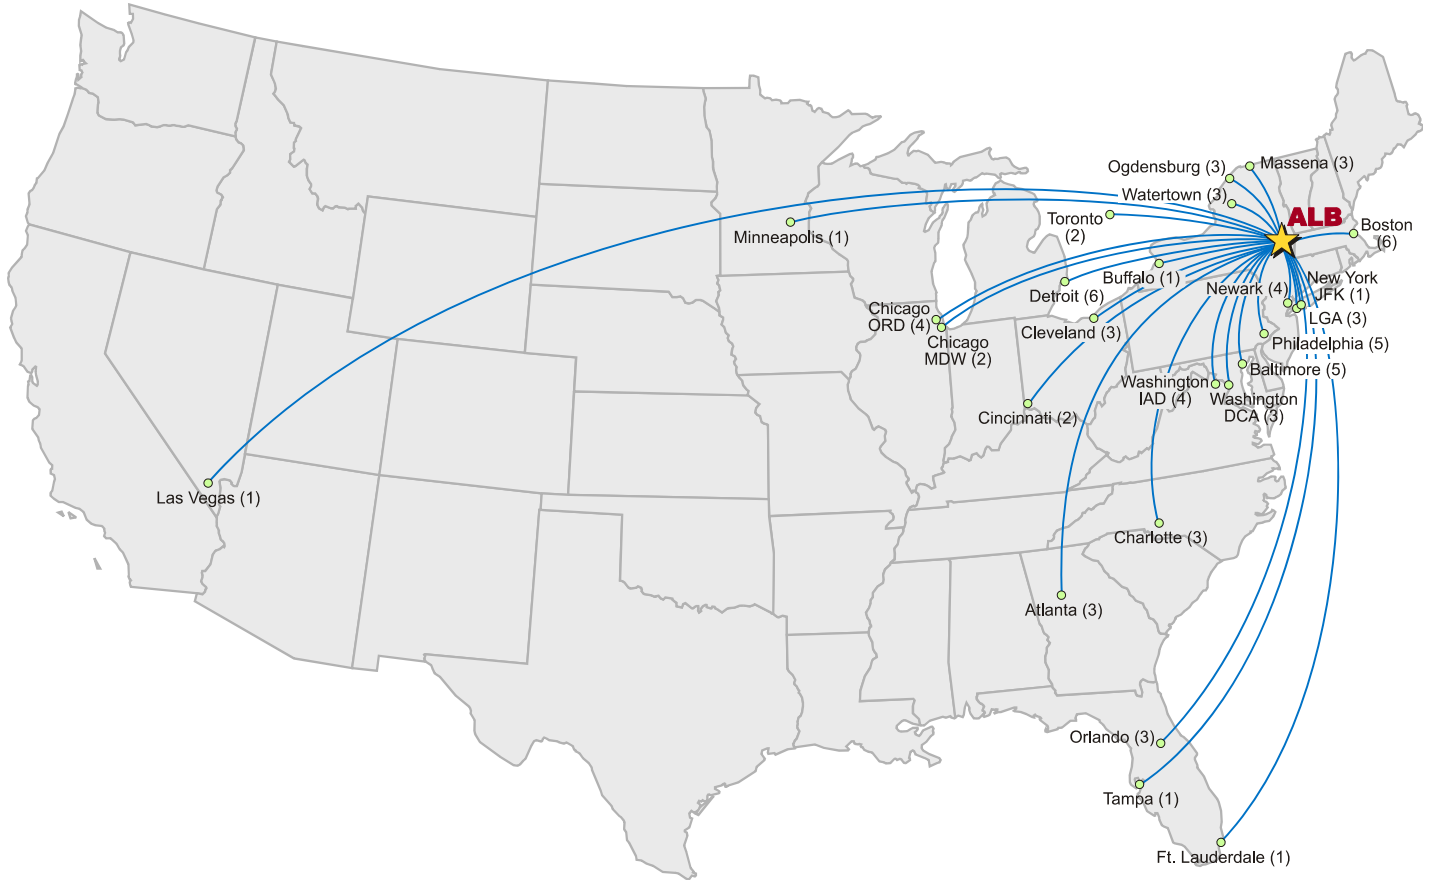 Ogdensburg (3)
Massena (3)
Watertown (3)
ALB
Toronto
(2)
Boston
(6)
Minneapolis (1)
Buffalo (1)
New York
JFK (1)
Newark (4)
Detroit (6)
Chicago
ORD (4)
LGA (3)
Cleveland (3)
Chicago
MDW (2)
Philadelphia (5)
Baltimore (5)
Washington
IAD (4)
Washington
DCA (3)
Cincinnati (2)
Las Vegas (1)
Charlotte (3)
Atlanta (3)
Orlando (3)
Tampa (1)
Ft. Lauderdale (1)